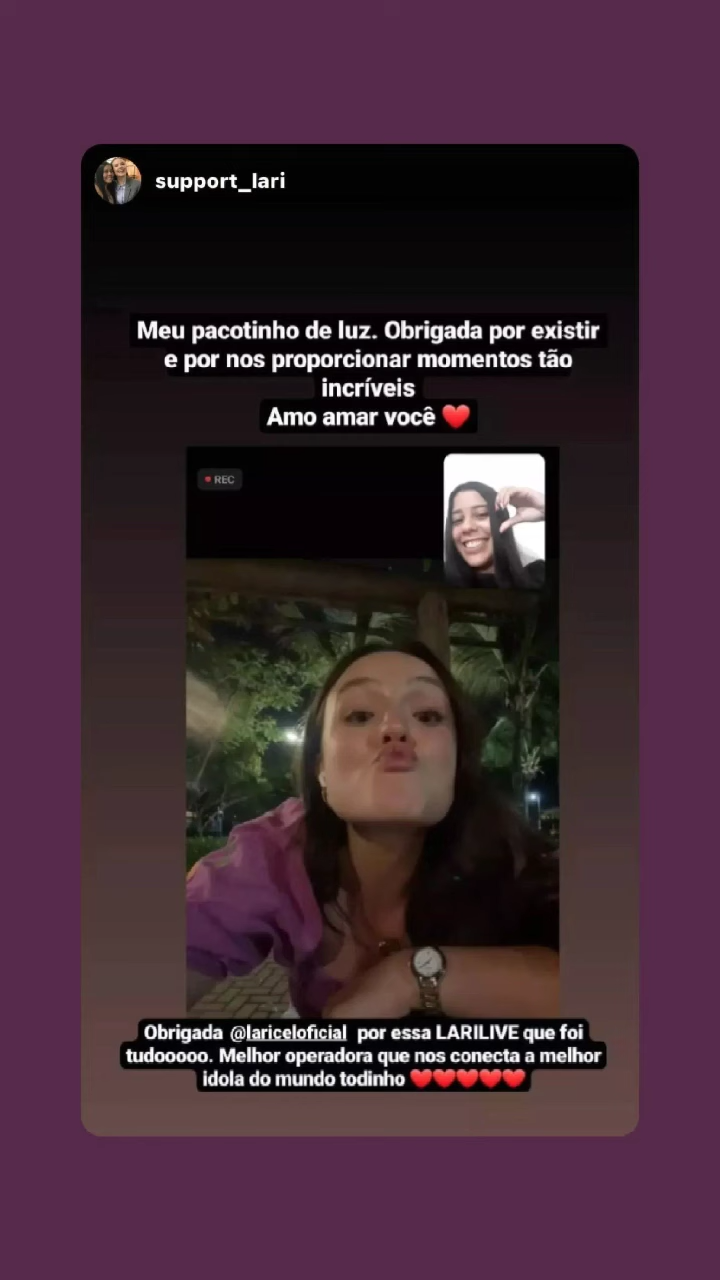 support_lari
Meu pacotinho de luz. Obrigada por existir
e por nos proporcionar momentos tão
incríveis
Amo amar você ❤️
REC
Obrigada @lariceloficial por essa LARILIVE que foi
tudooooo. Melhor operadora que nos conecta a melhor
idola do mundo todinho ❤️❤️❤️❤️❤️